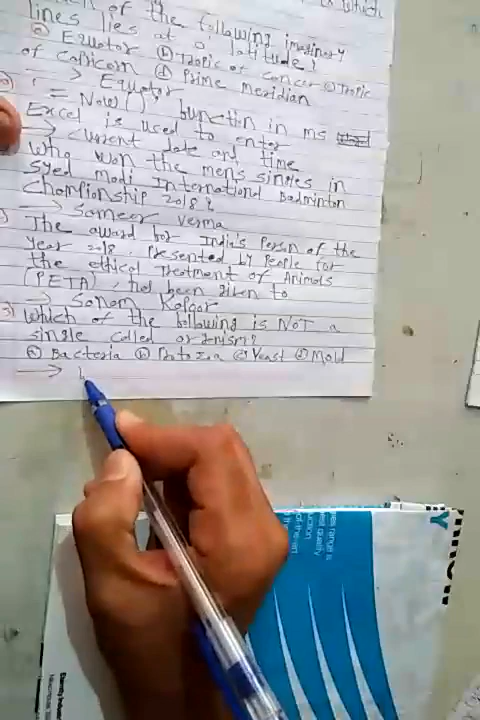 of the following imaginary
lines lies at 0 latitude?
ⓐ Equator ⓑ Tropic of cancer ⓒ Tropic
of Capricorn ⓓ Prime meridian
→ Equator
= Now ( ), function in ms
Excel is used to enter
→ current date and time
Who won the men's singles in
Syed modi International Badminton
Championship 2018?
→ Sameer verma
The award for India's Person of the
year 2018, Presented by People for
the ethical Treatment of Animals
(PETA), had been given to
→ Sonam Kapoor
Which of the following is NOT a
single celled organism?
ⓐ Bacteria ⓑ Protozoa ⓒ Yeast ⓓ Mold
→